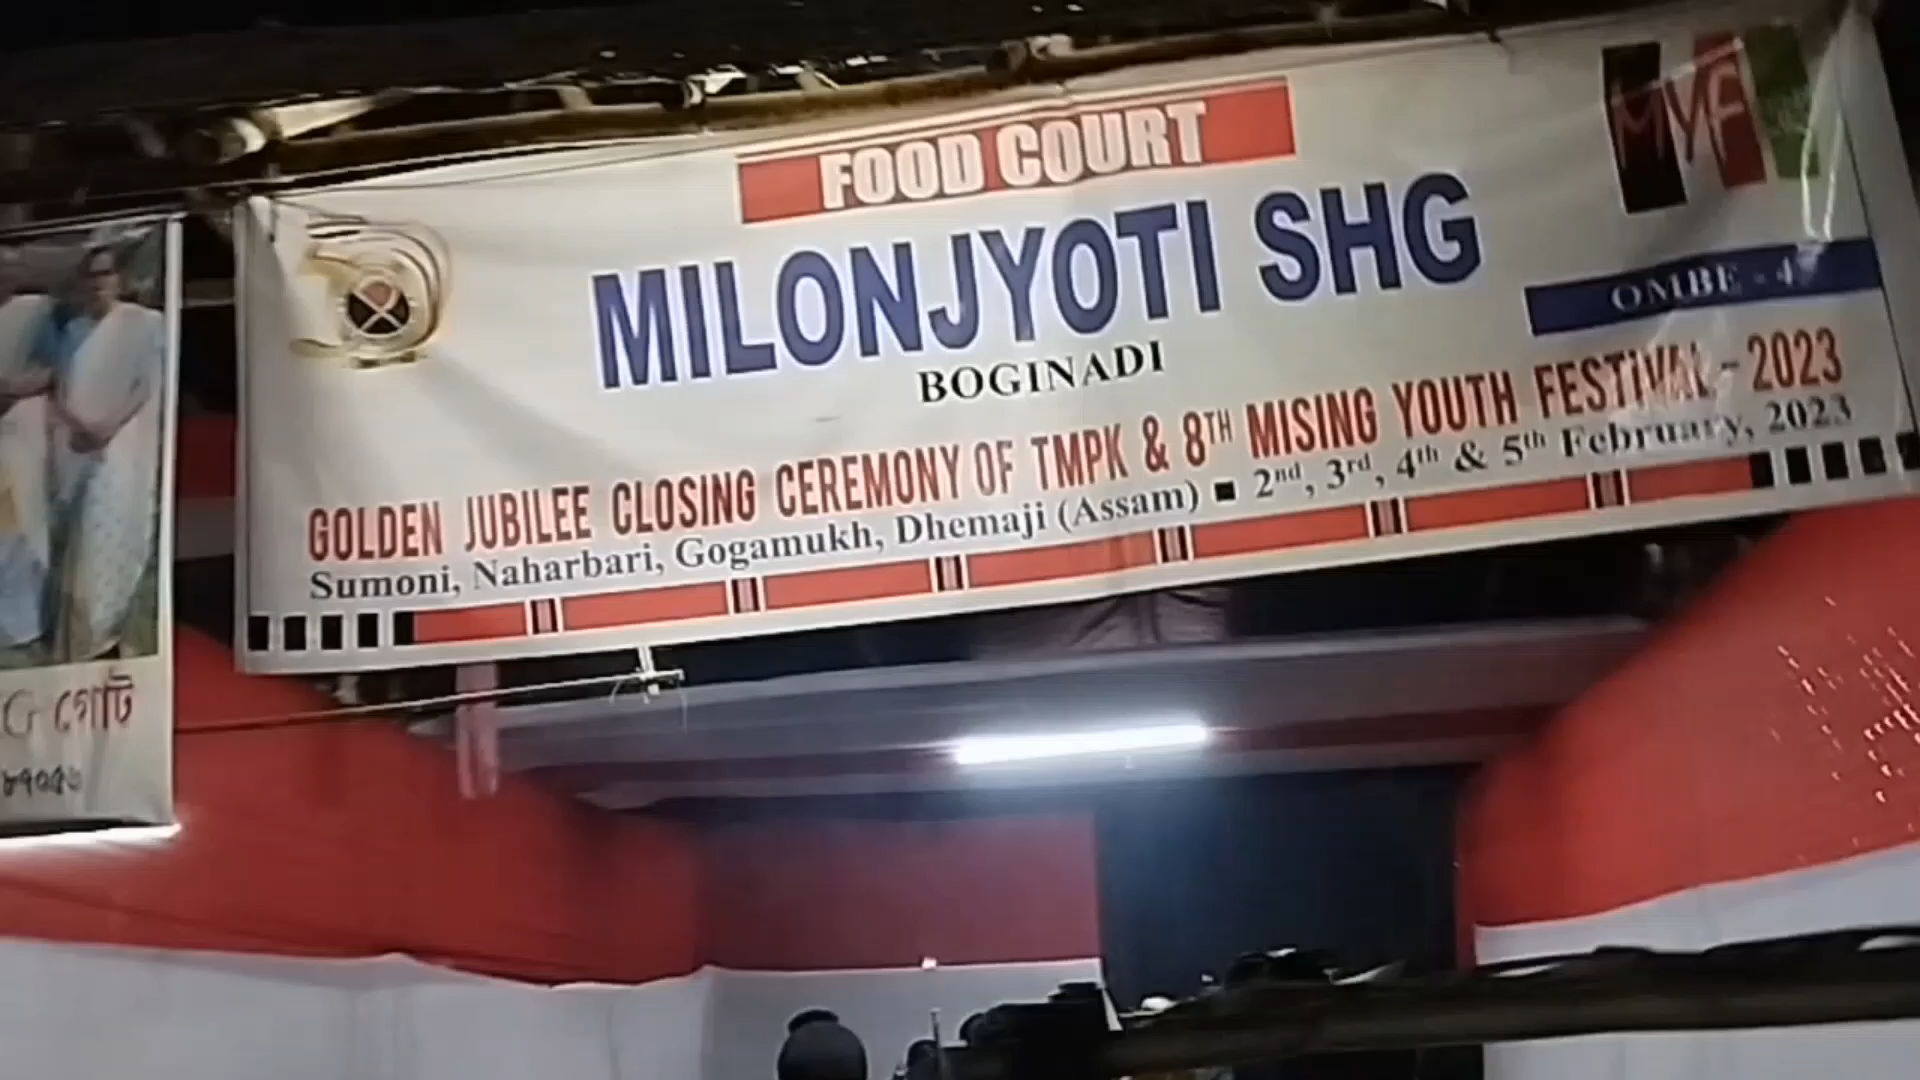 FOOD COURT
MYF
MILONJYOTI SHG
OMBE - 4
BOGINADI
GOLDEN JUBILEE CLOSING CEREMONY OF TMPK & 8TH MISING YOUTH FESTIVAL - 2023
Sumoni, Naharbari, Gogamukh, Dhemaji (Assam) ■ 2nd, 3rd, 4th & 5th February, 2023
গোট